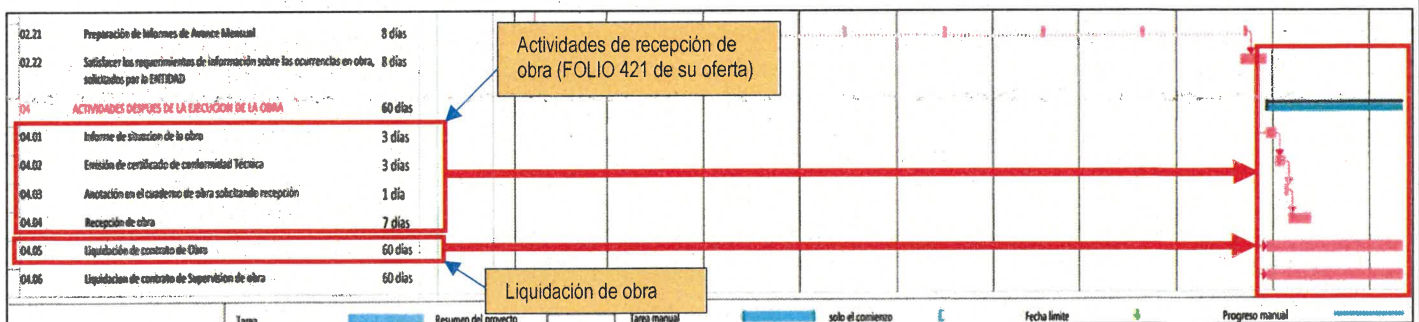 02.21 Preparación de Informes de Avance Mensual 8 días
02.22 Satisfacer los requerimientos de información sobre las ocurrencias en obra, 8 días
solicitados por la ENTIDAD
04 ACTIVIDADES DESPUES DE LA EJECUCION DE LA OBRA 60 días
04.01 Informe de situacion de la obra 3 días
04.02 Emisión de certificado de conformidad Técnica 3 días
04.03 Anotación en el cuaderno de obra solicitando recepción 1 día
04.04 Recepción de obra 7 días
04.05 Liquidación de contrato de Obra 60 días
04.06 Liquidacion de contrato de Supervisión de obra 60 días
Actividades de recepción de
obra (FOLIO 421 de su oferta)
Liquidación de obra
Tarea Resumen del proyecto Tarea manual solo el comienzo Fecha límite Progreso manual